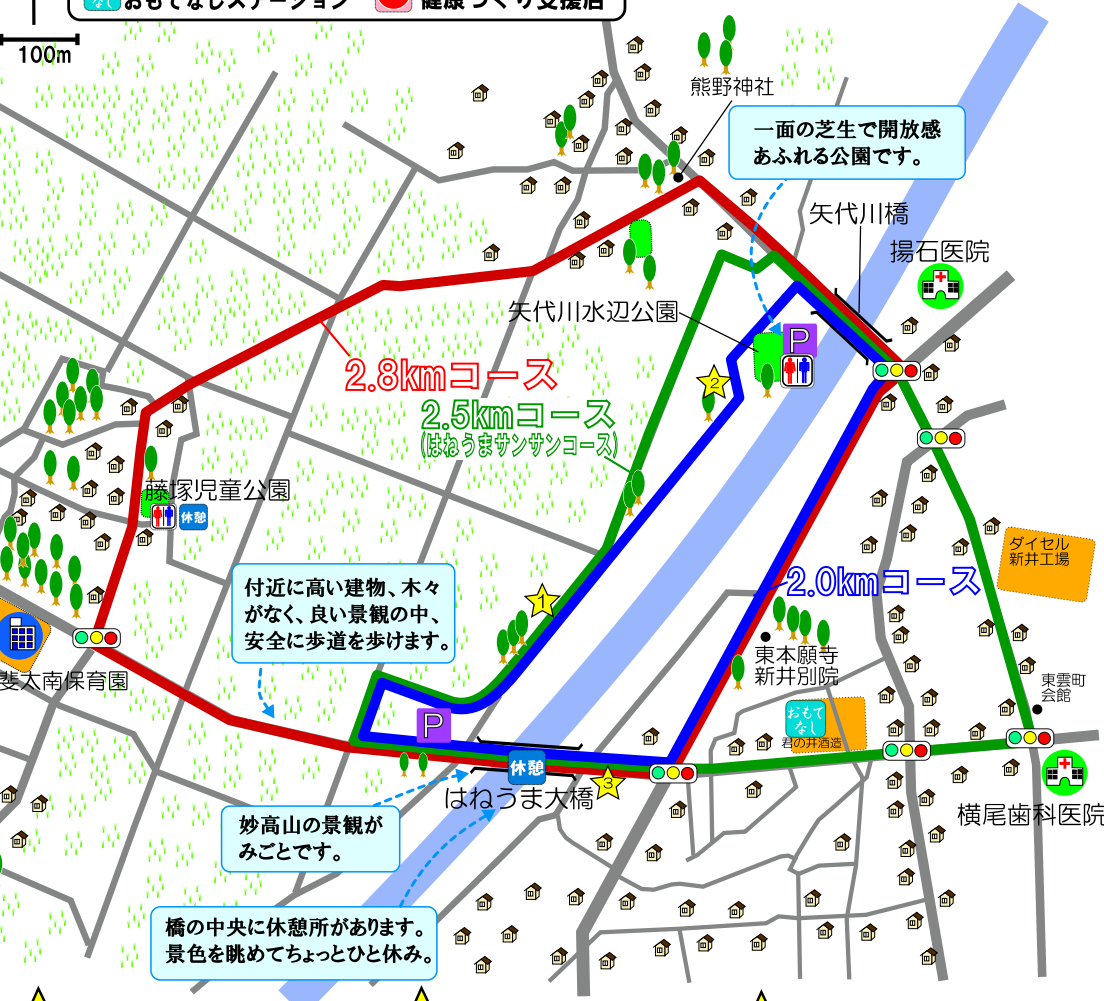 おもてなしステーション 健康づくり支援店
100m
熊野神社
一面の芝生で開放感
あふれる公園です。
矢代川橋
揚石医院
矢代川水辺公園
P
2.8kmコース
2
2.5kmコース
(はねうまサンサンコース)
藤塚児童公園
休憩
ダイセル
新井工場
付近に高い建物、木々
がなく、良い景観の中、
安全に歩道を歩けます。
1
2.0kmコース
東本願寺
新井別院
斐太南保育園
東雲町
会館
P
おもて
なし
君の井酒造
休憩
3
はねうま大橋
横尾歯科医院
妙高山の景観が
みごとです。
橋の中央に休憩所があります。
景色を眺めてちょっとひと休み。